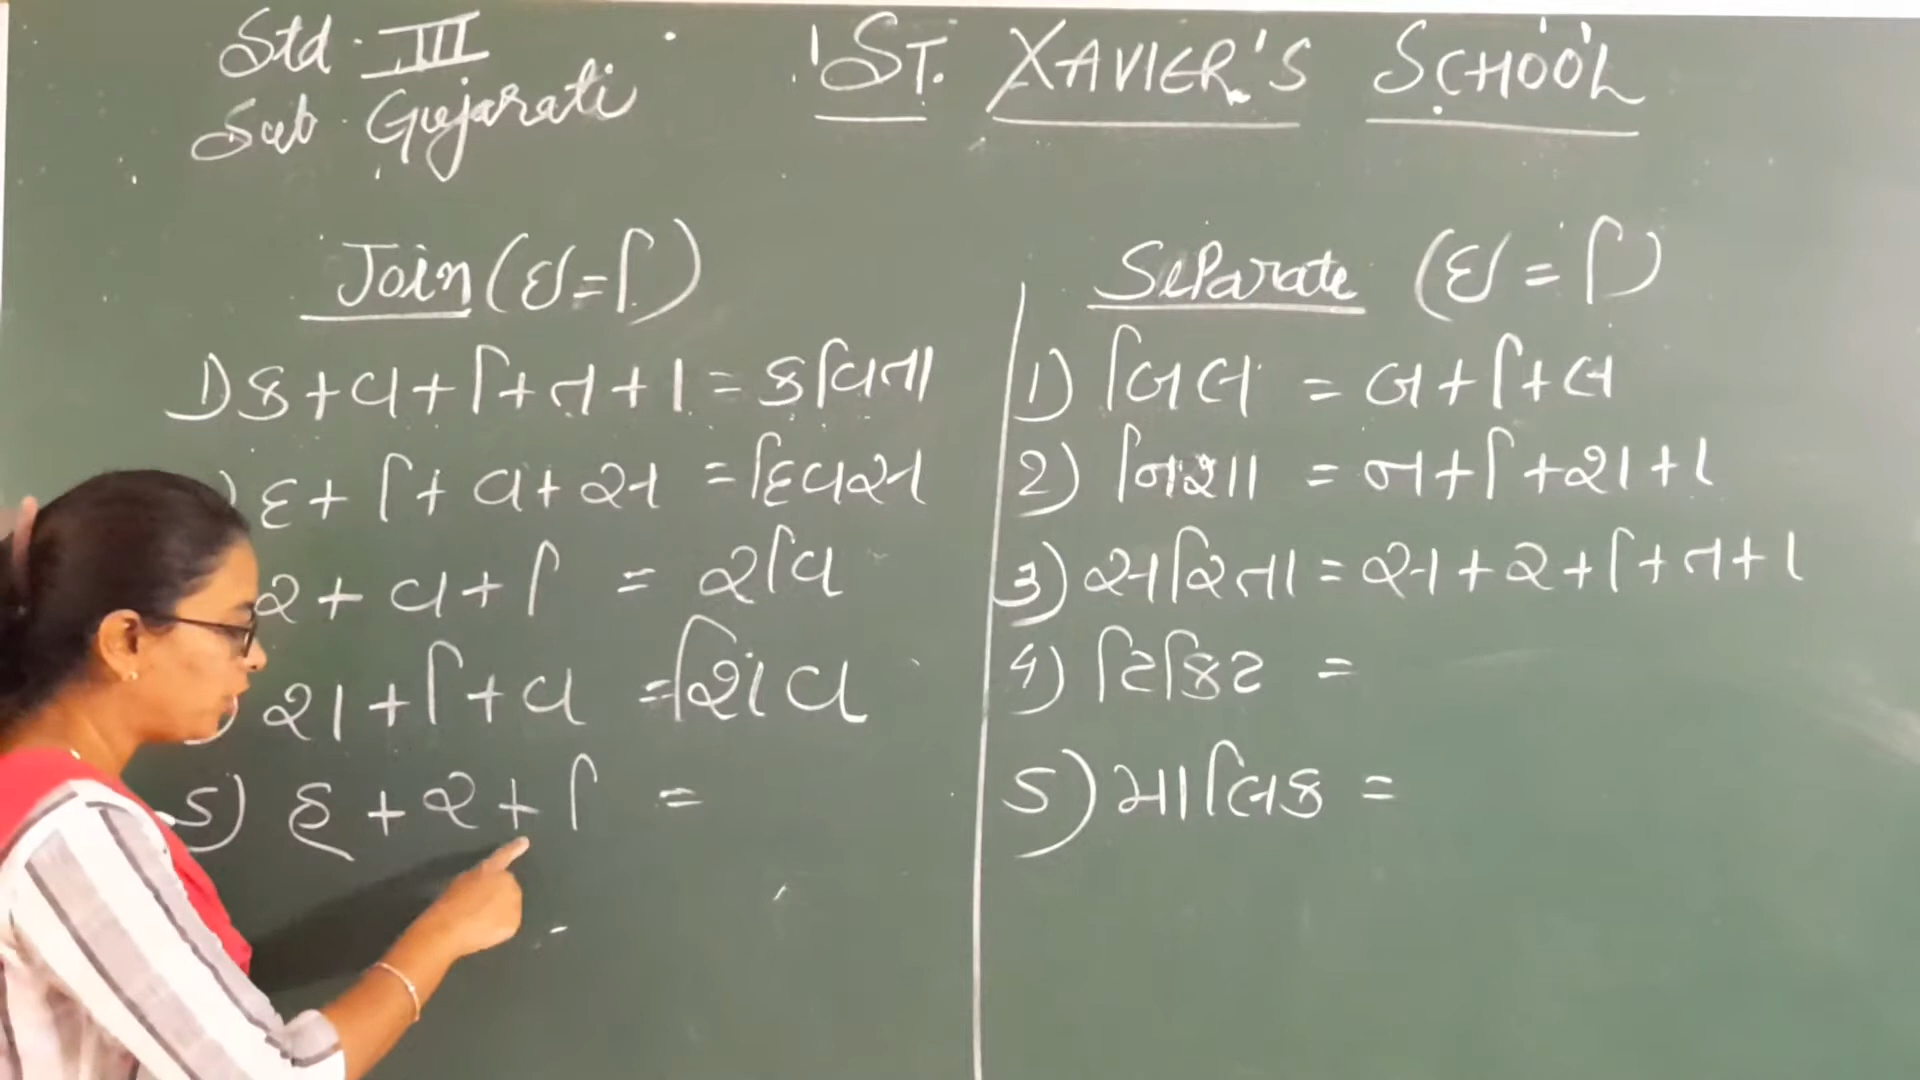 Std. III
Sub. Gujarati
ST. XAVIER'S SCHOOL
Join (ઇ=િ)
1) ક+વ+િ+ત+ા = કવિતા
) દ+િ+વ+સ = દિવસ
ર+વ+િ = રવિ
) શ+િ+વ = શિવ
5) હ+ર+િ =
Separate (ઇ=િ)
1) બિલ = બ+િ+લ
2) નિશા = ન+િ+શ+ા
3) સરિતા = સ+ર+િ+ત+ા
4) ટિકિટ =
5) માલિક =